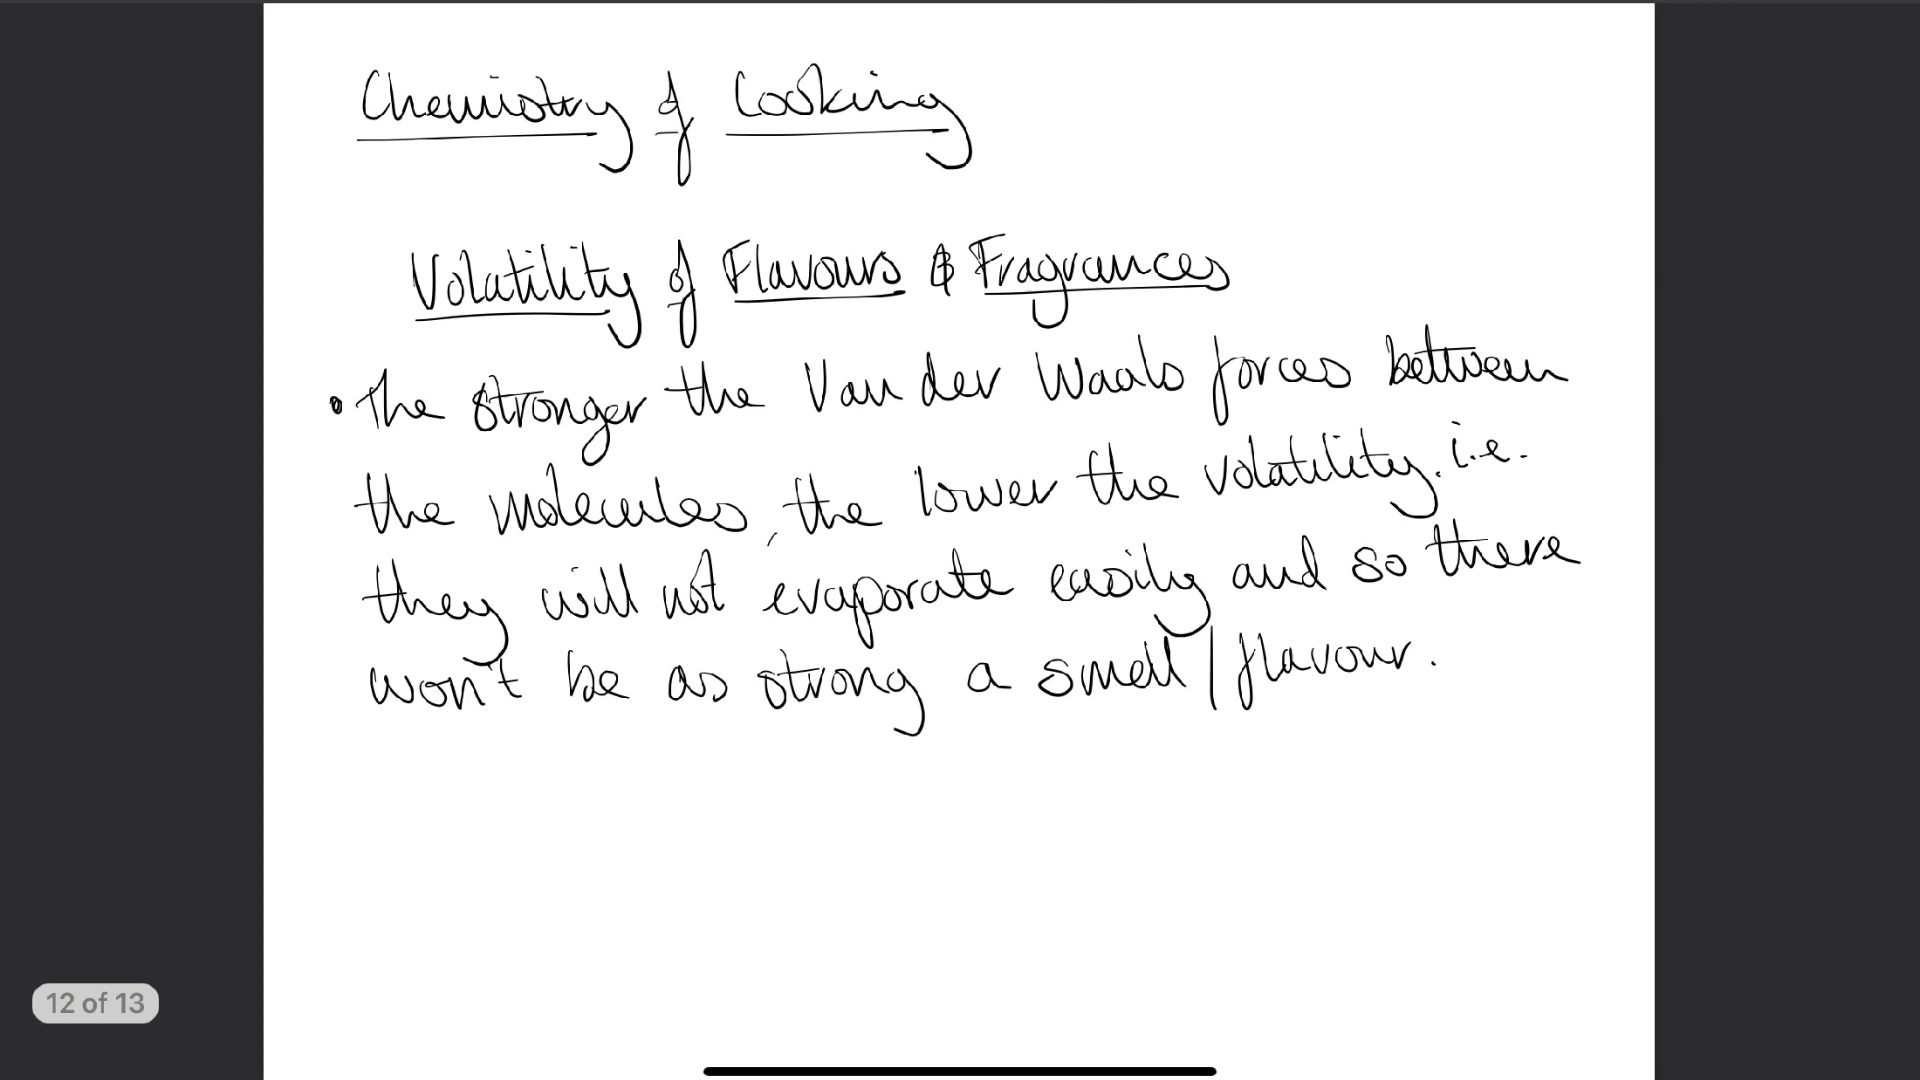 Chemistry of Cooking
Volatility of Flavours & Fragrances
• The stronger the Van der Waals forces between
the molecules, the lower the volatility. i.e.
they will not evaporate easily and so there
won't be as strong a smell/flavour.
12 of 13